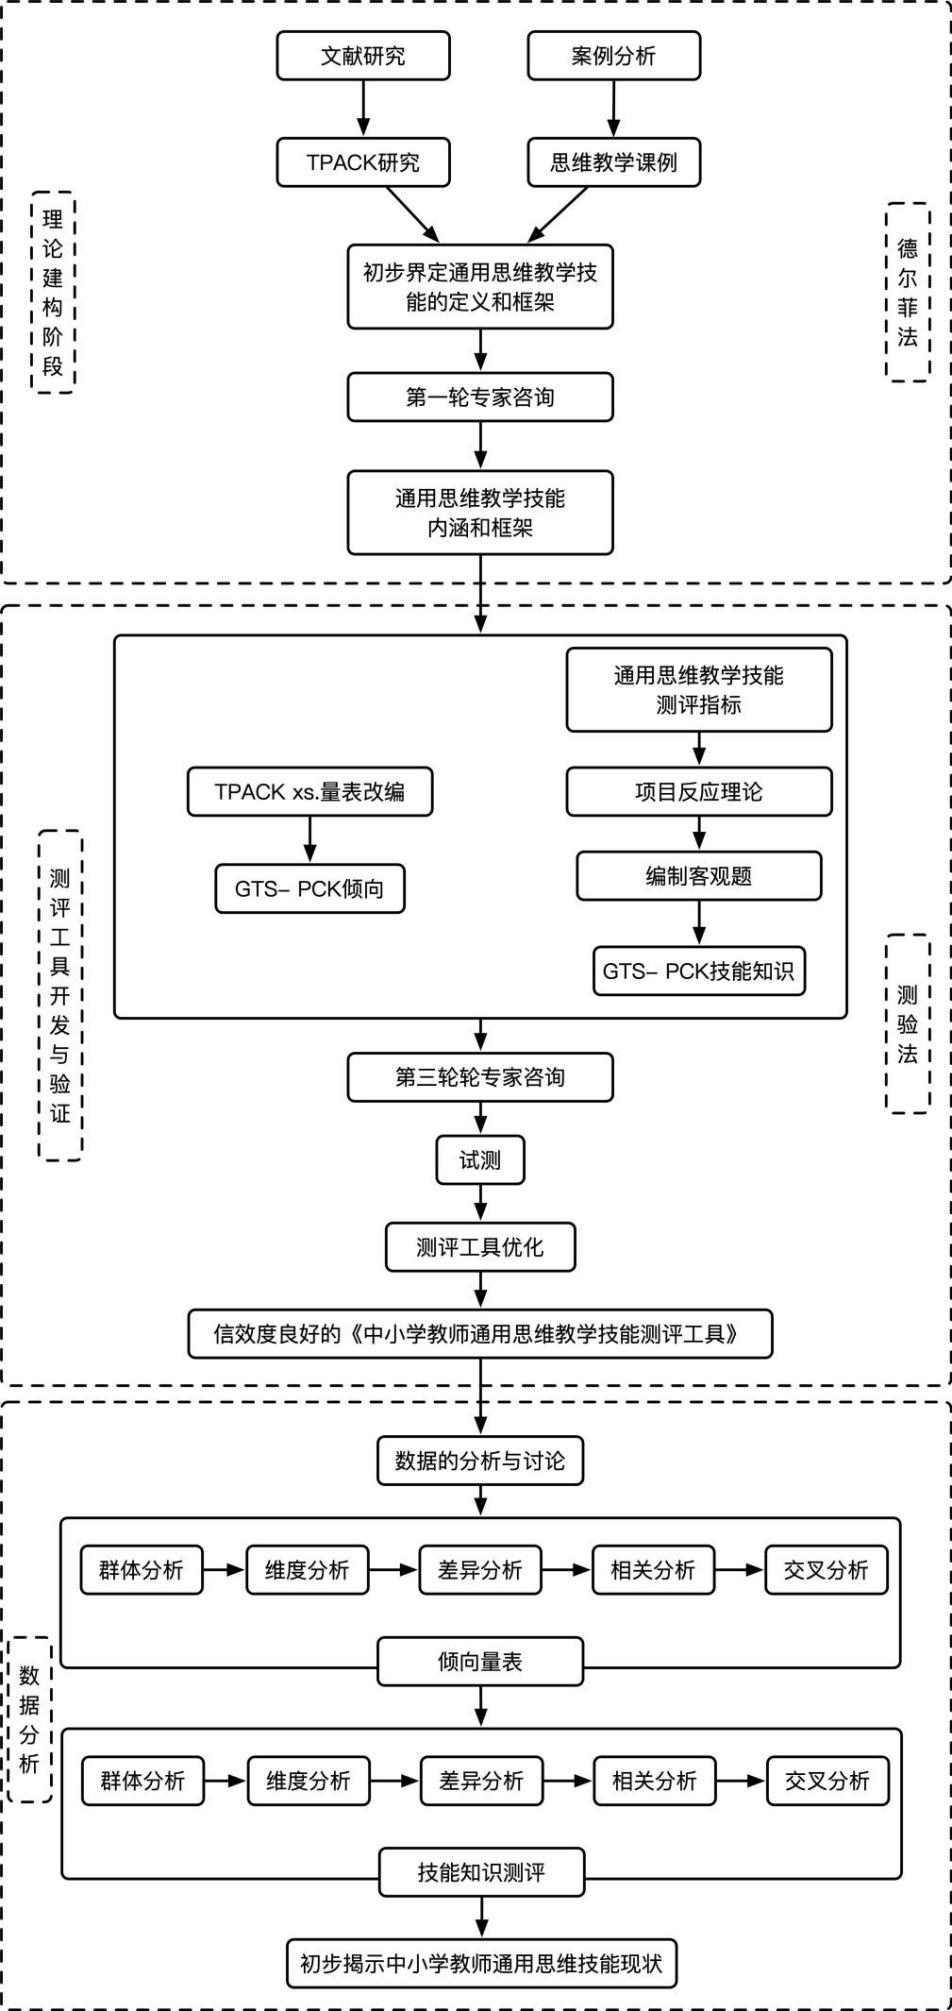 文献研究
案例分析
TPACK研究
思维教学课例
理论建构阶段
德尔菲法
初步界定通用思维教学技
能的定义和框架
第一轮专家咨询
通用思维教学技能
内涵和框架
通用思维教学技能
测评指标
TPACK xs.量表改编
项目反应理论
GTS– PCK倾向
编制客观题
GTS– PCK技能知识
测评工具开发与验证
测验法
第三轮轮专家咨询
试测
测评工具优化
信效度良好的《中小学教师通用思维教学技能测评工具》
数据的分析与讨论
群体分析
维度分析
差异分析
相关分析
交叉分析
倾向量表
数据分析
群体分析
维度分析
差异分析
相关分析
交叉分析
技能知识测评
初步揭示中小学教师通用思维技能现状